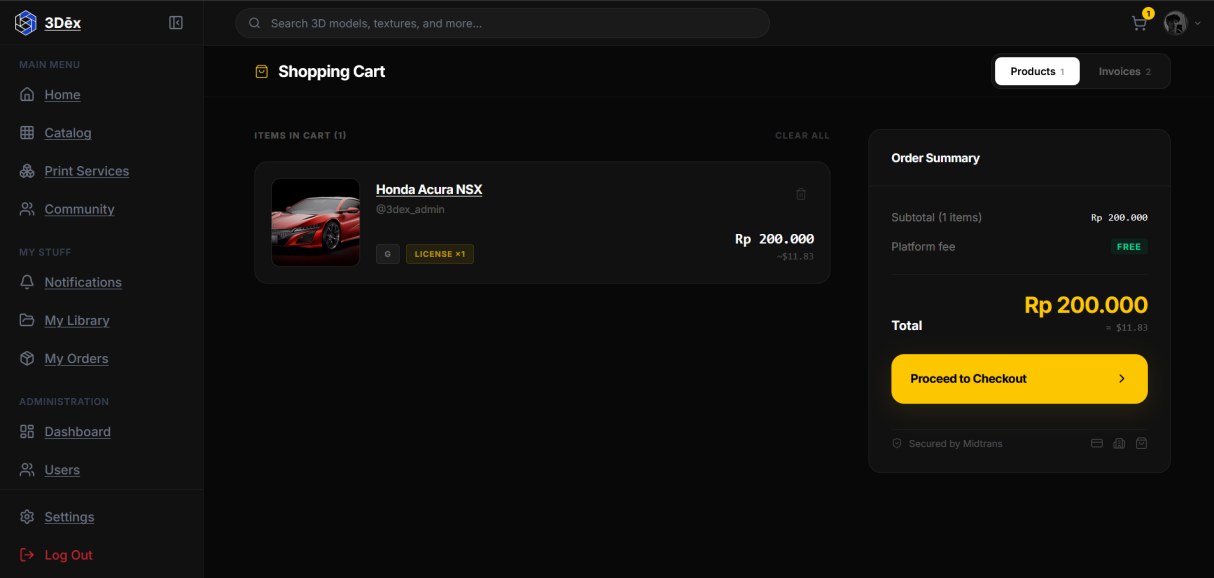 3Dēx
Search 3D models, textures, and more...
1
MAIN MENU
Home
Catalog
Print Services
Community
MY STUFF
Notifications
My Library
My Orders
ADMINISTRATION
Dashboard
Users
Settings
Log Out
Shopping Cart
Products 1
Invoices 2
ITEMS IN CART (1)
CLEAR ALL
Honda Acura NSX
@3dex_admin
G
LICENSE ×1
Rp 200.000
~$11.83
Order Summary
Subtotal (1 items)
Rp 200.000
Platform fee
FREE
Total
Rp 200.000
≈ $11.83
Proceed to Checkout
Secured by Midtrans